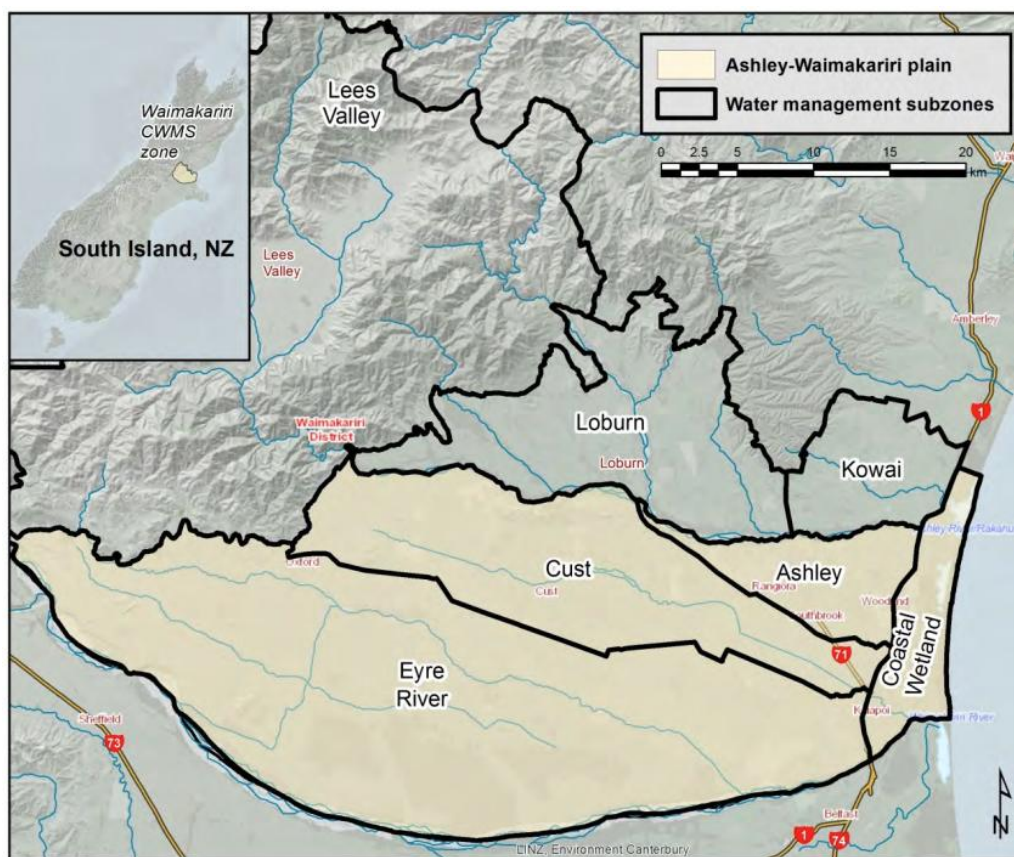 Waimakariri
CWMS
zone
South Island, NZ
Ashley-Waimakariri plain
Water management subzones
0 2.5 5 10 15 20
km
Lees
Valley
Lees
Valley
Amberley
1
Waimakariri
District
Loburn
Loburn
Kowai
Oxford
Cust
Cust
Ashley
Rangiora
71
Coastal
Wetland
Eyre
River
Sheffield
73
Belfast
1
74
LINZ, Environment Canterbury